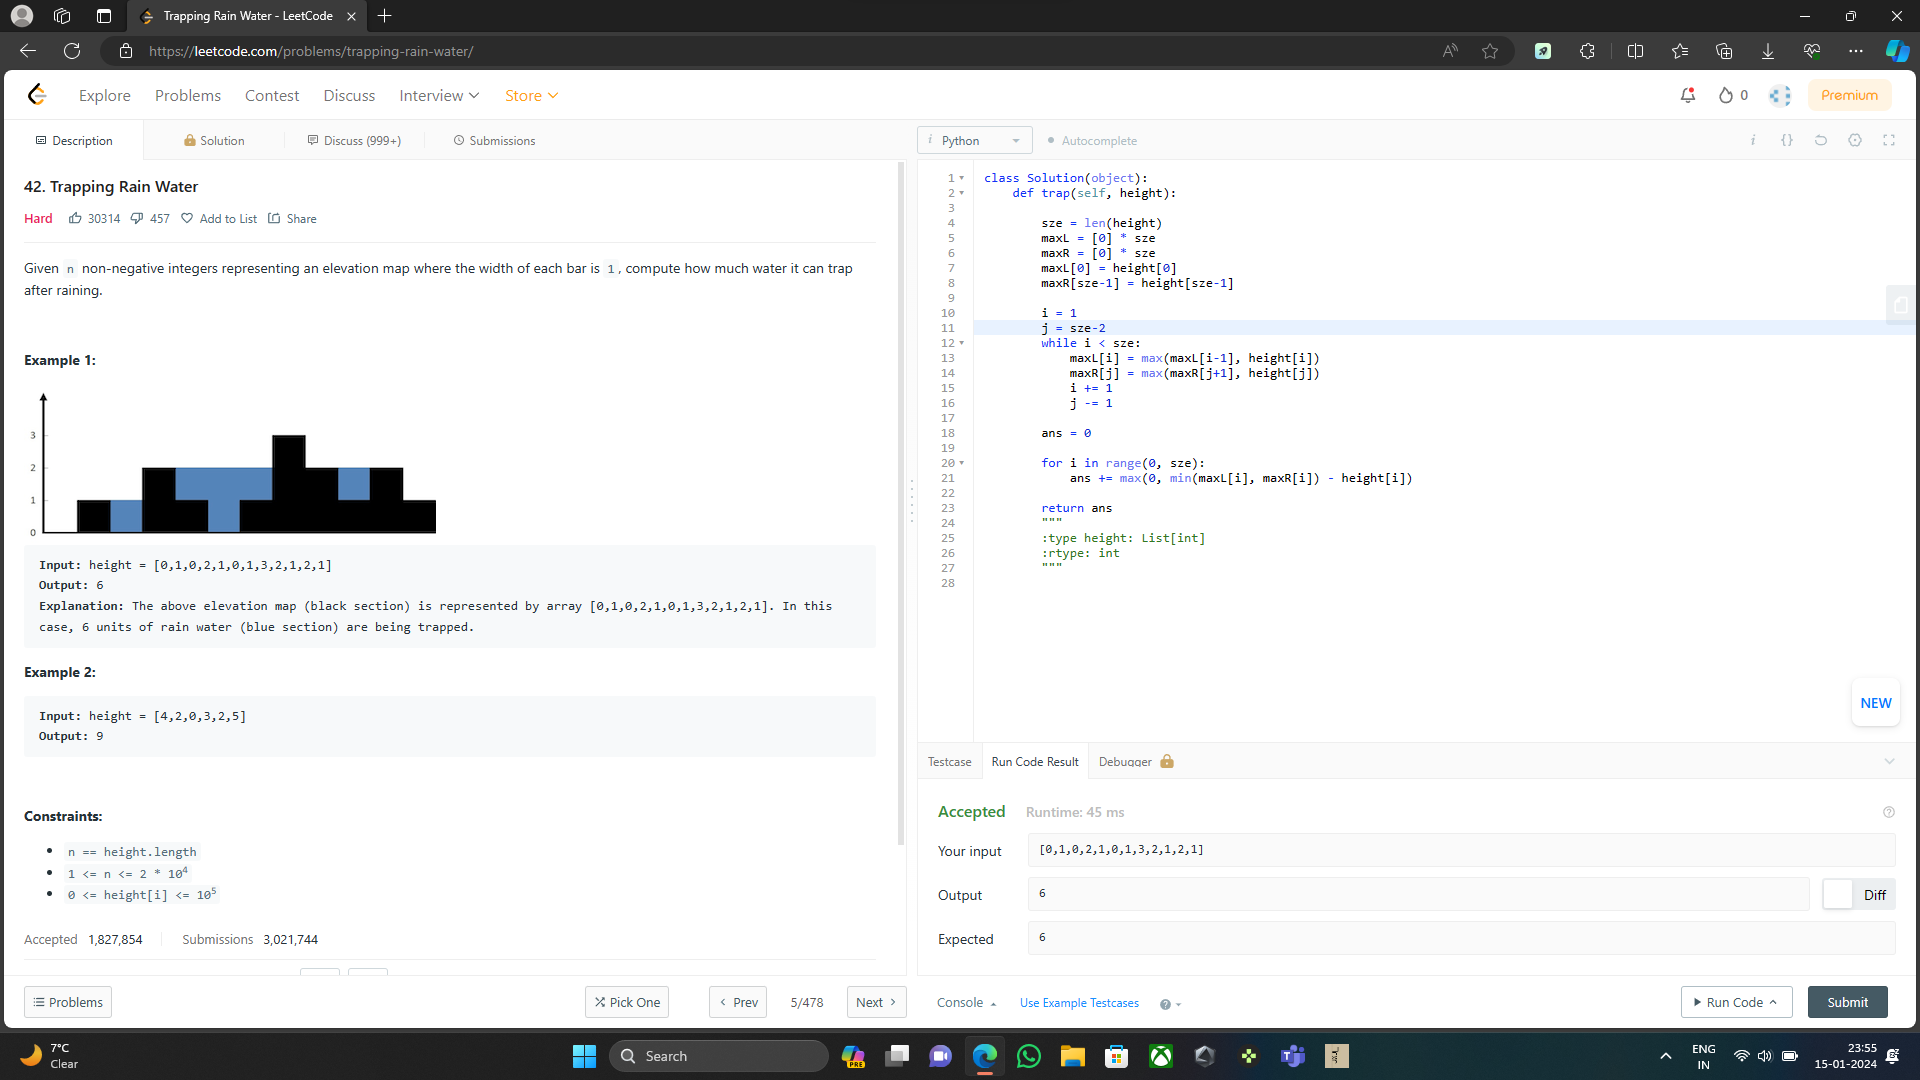 Trapping Rain Water - LeetCode
https://leetcode.com/problems/trapping-rain-water/
Explore Problems Contest Discuss Interview Store
0 Premium
Description Solution Discuss (999+) Submissions
42. Trapping Rain Water
Hard 30314 457 Add to List Share
Given n non-negative integers representing an elevation map where the width of each bar is 1, compute how much water it can trap
after raining.
Example 1:
3
2
1
0
Input: height = [0,1,0,2,1,0,1,3,2,1,2,1]
Output: 6
Explanation: The above elevation map (black section) is represented by array [0,1,0,2,1,0,1,3,2,1,2,1]. In this
case, 6 units of rain water (blue section) are being trapped.
Example 2:
Input: height = [4,2,0,3,2,5]
Output: 9
Constraints:
n == height.length
1 <= n <= 2 * 10⁴
0 <= height[i] <= 10⁵
Accepted 1,827,854 Submissions 3,021,744
Problems Pick One Prev 5/478 Next
i Python Autocomplete i {}
1 class Solution(object):
2     def trap(self, height):
3
4         sze = len(height)
5         maxL = [0] * sze
6         maxR = [0] * sze
7         maxL[0] = height[0]
8         maxR[sze-1] = height[sze-1]
9
10         i = 1
11         j = sze-2
12         while i < sze:
13             maxL[i] = max(maxL[i-1], height[i])
14             maxR[j] = max(maxR[j+1], height[j])
15             i += 1
16             j -= 1
17
18         ans = 0
19
20         for i in range(0, sze):
21             ans += max(0, min(maxL[i], maxR[i]) - height[i])
22
23         return ans
24         """
25         :type height: List[int]
26         :rtype: int
27         """
28
NEW
Testcase Run Code Result Debugger
Accepted Runtime: 45 ms
Your input [0,1,0,2,1,0,1,3,2,1,2,1]
Output 6 Diff
Expected 6
Console Use Example Testcases Run Code Submit
7°C
Clear
Search
PRE
ENG
IN
23:55
15-01-2024